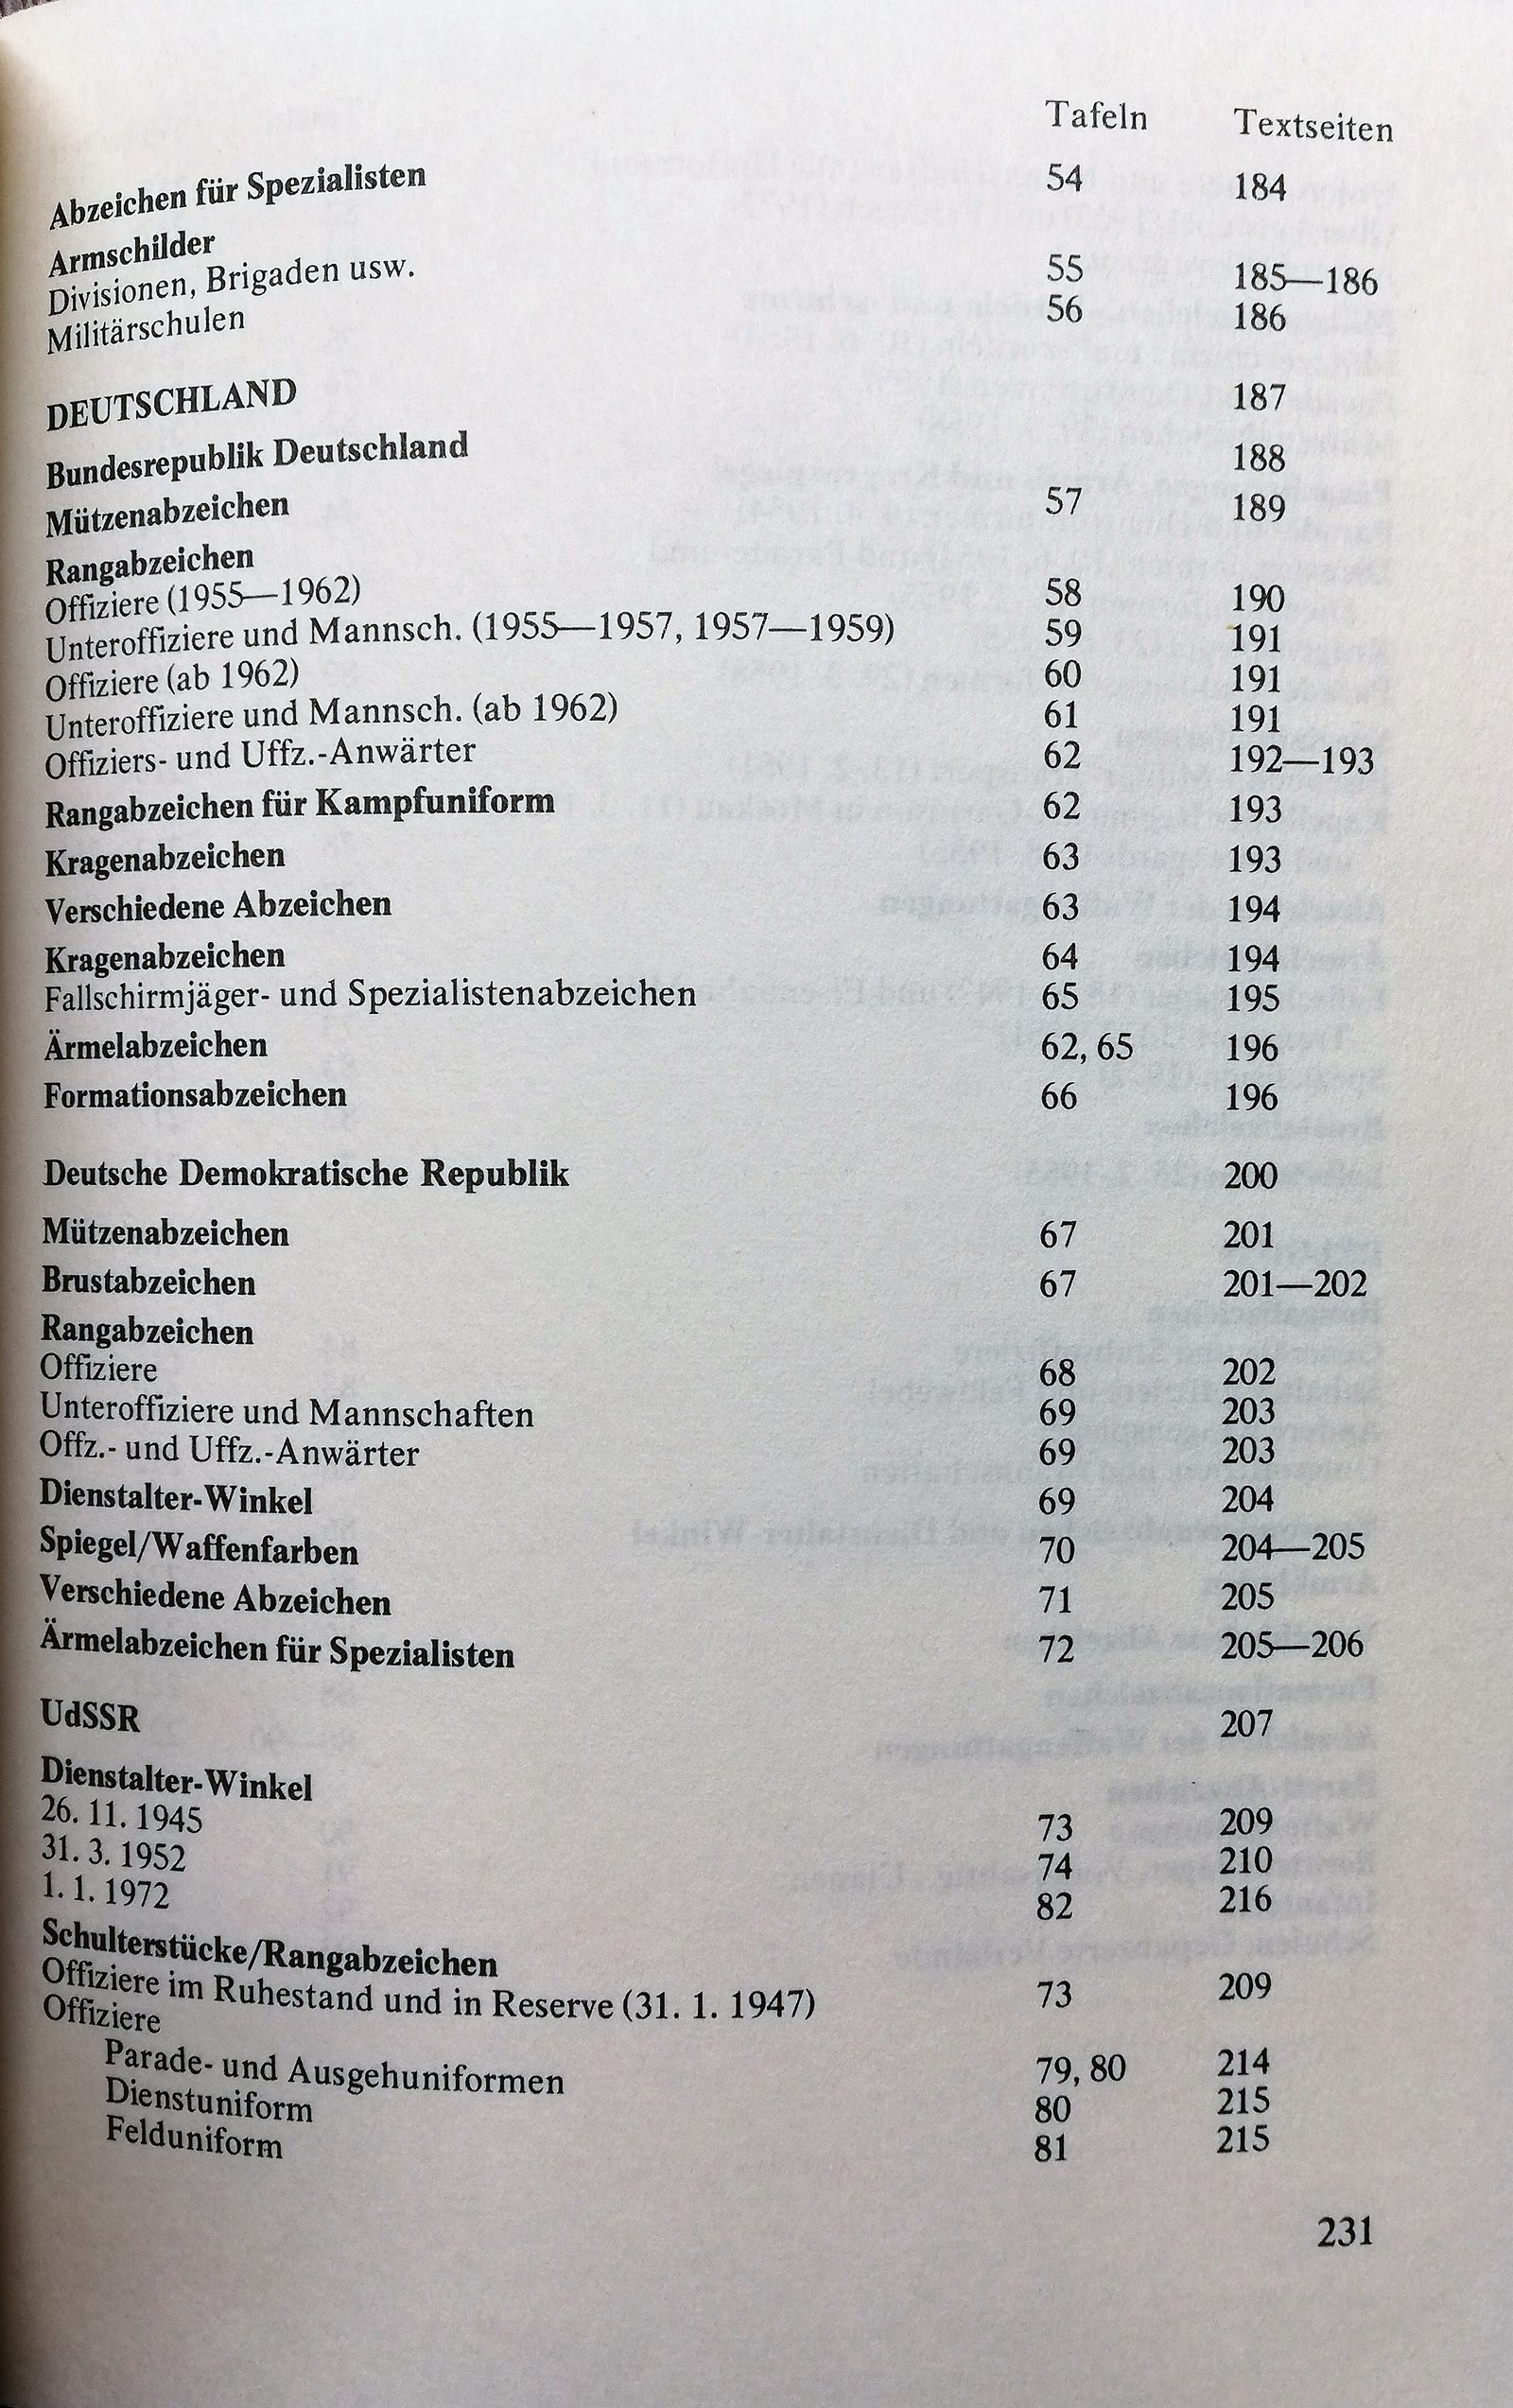 Tafeln Textseiten
Abzeichen für Spezialisten 54 184
Armschilder
Divisionen, Brigaden usw. 55 185—186
Militärschulen 56 186
DEUTSCHLAND 187
Bundesrepublik Deutschland 188
Mützenabzeichen 57 189
Rangabzeichen
Offiziere (1955—1962) 58 190
Unteroffiziere und Mannsch. (1955—1957, 1957—1959) 59 191
Offiziere (ab 1962) 60 191
Unteroffiziere und Mannsch. (ab 1962) 61 191
Offiziers- und Uffz.-Anwärter 62 192—193
Rangabzeichen für Kampfuniform 62 193
Kragenabzeichen 63 193
Verschiedene Abzeichen 63 194
Kragenabzeichen 64 194
Fallschirmjäger- und Spezialistenabzeichen 65 195
Ärmelabzeichen 62, 65 196
Formationsabzeichen 66 196
Deutsche Demokratische Republik 200
Mützenabzeichen 67 201
Brustabzeichen 67 201—202
Rangabzeichen
Offiziere 68 202
Unteroffiziere und Mannschaften 69 203
Offz.- und Uffz.-Anwärter 69 203
Dienstalter-Winkel 69 204
Spiegel/Waffenfarben 70 204—205
Verschiedene Abzeichen 71 205
Ärmelabzeichen für Spezialisten 72 205—206
UdSSR 207
Dienstalter-Winkel
26. 11. 1945 73 209
31. 3. 1952 74 210
1. 1. 1972 82 216
Schulterstücke/Rangabzeichen
Offiziere im Ruhestand und in Reserve (31. 1. 1947) 73 209
Offiziere
Parade- und Ausgehuniformen 79, 80 214
Dienstuniform 80 215
Felduniform 81 215
231